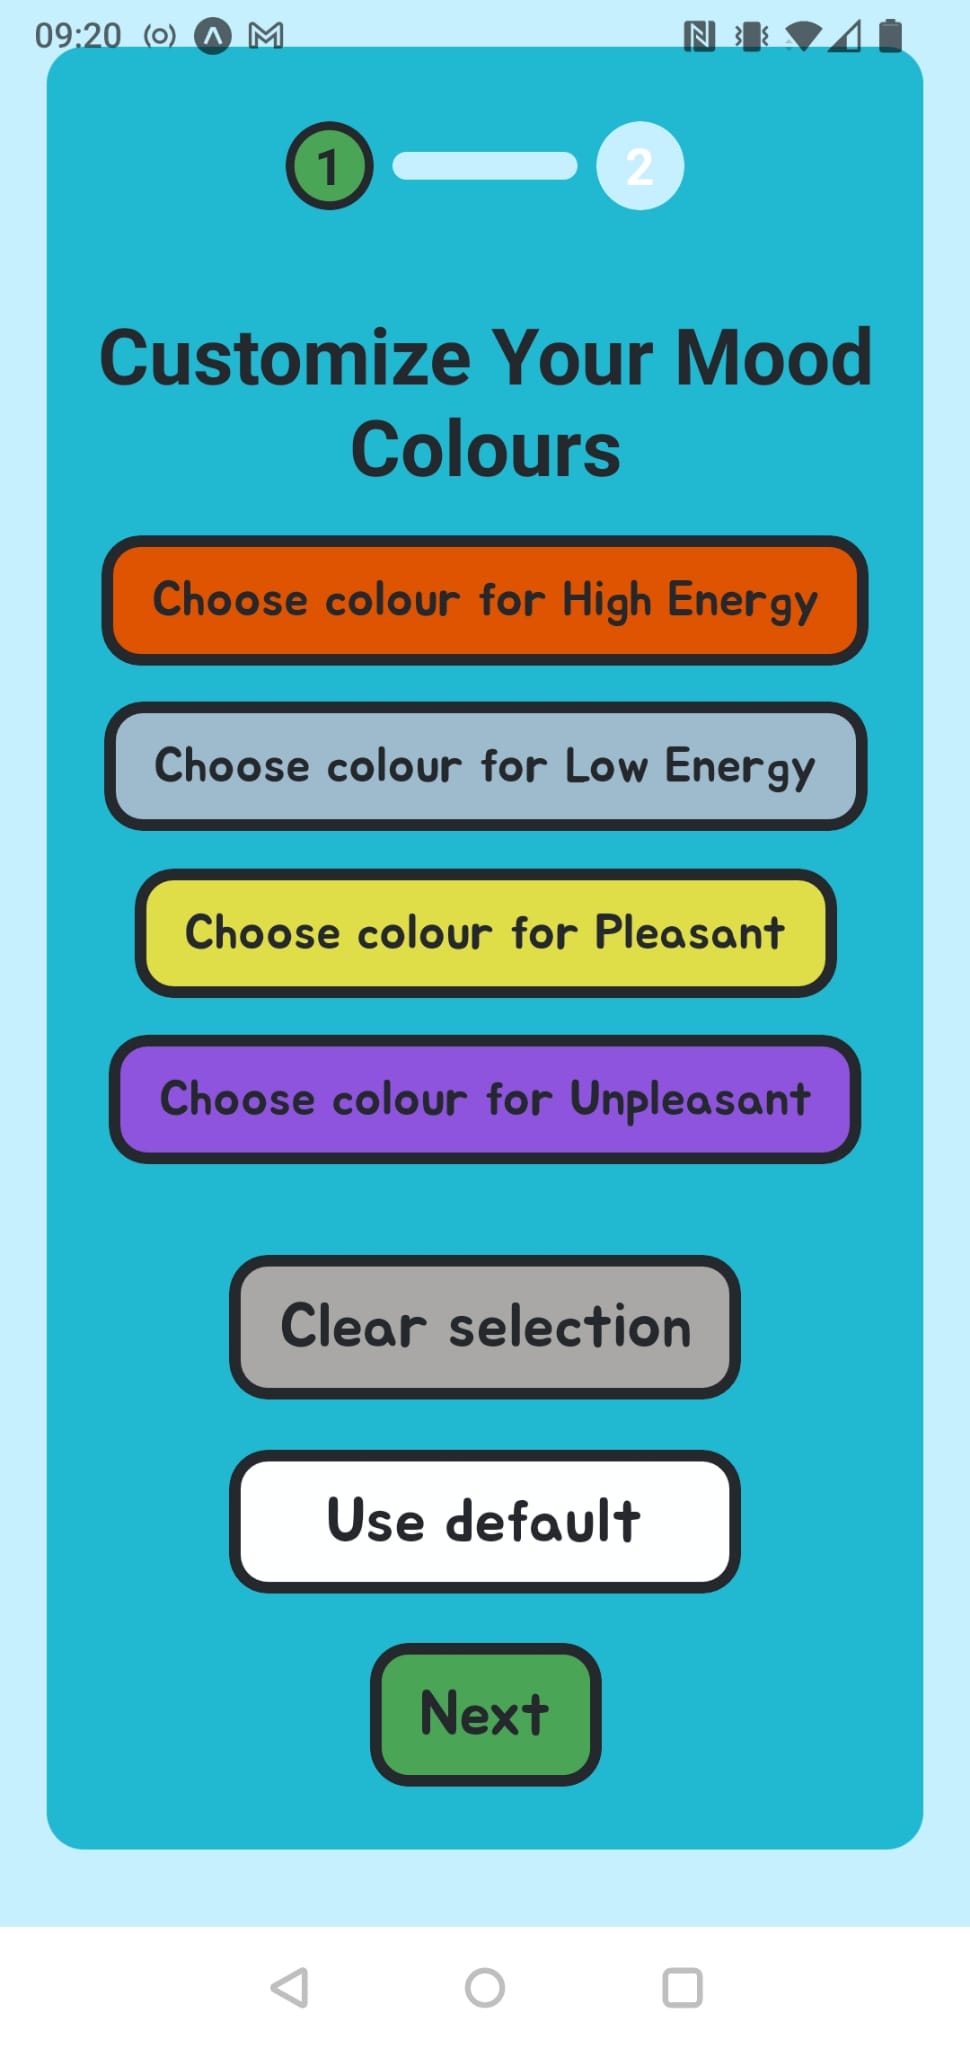 09:20
1 2
Customize Your Mood
Colours
Choose colour for High Energy
Choose colour for Low Energy
Choose colour for Pleasant
Choose colour for Unpleasant
Clear selection
Use default
Next